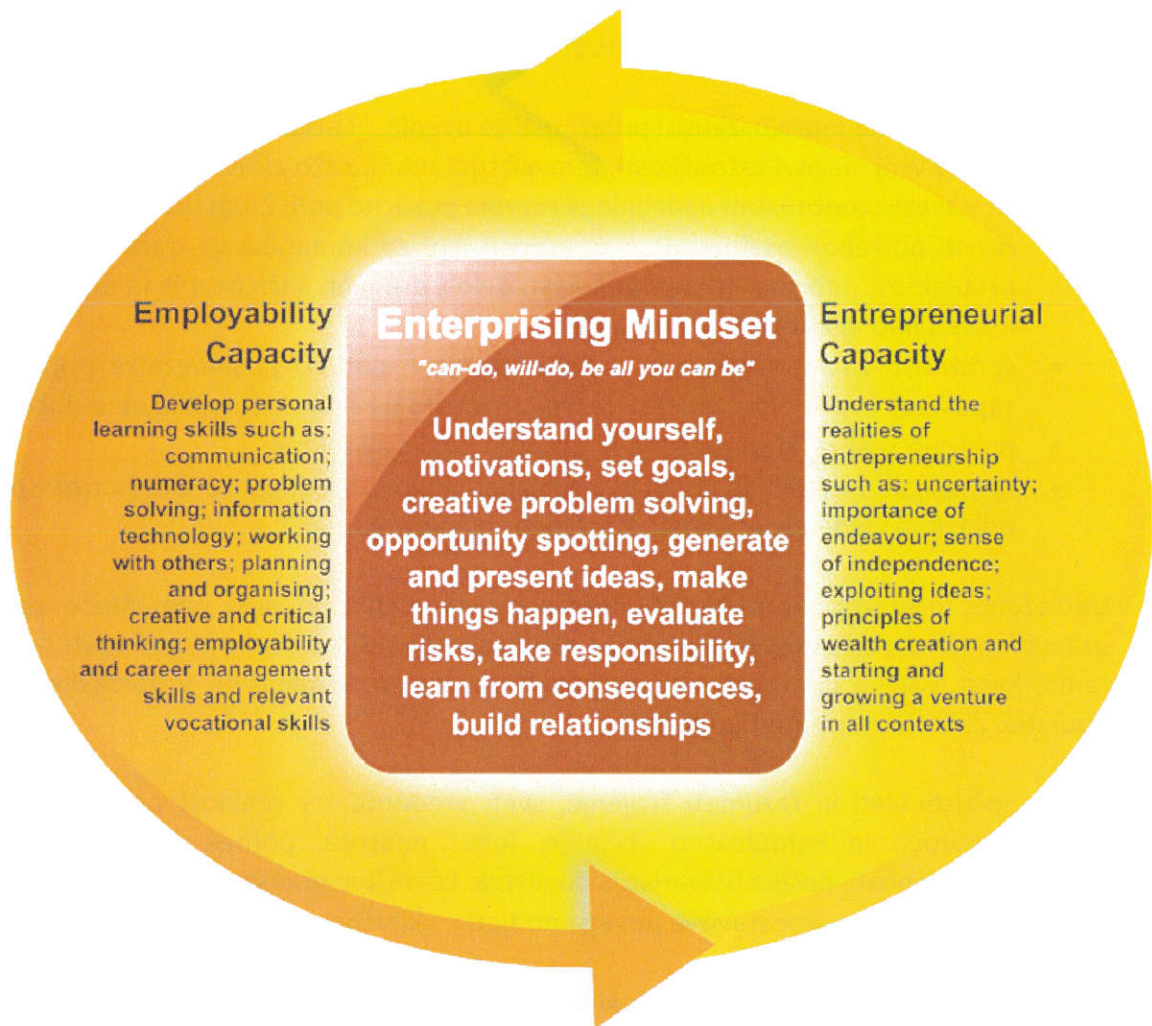 Employability
Capacity
Develop personal
learning skills such as:
communication;
numeracy; problem
solving; information
technology; working
with others; planning
and organising;
creative and critical
thinking; employability
and career management
skills and relevant
vocational skills
Enterprising Mindset
"can-do, will-do, be all you can be"
Understand yourself,
motivations, set goals,
creative problem solving,
opportunity spotting, generate
and present ideas, make
things happen, evaluate
risks, take responsibility,
learn from consequences,
build relationships
Entrepreneurial
Capacity
Understand the
realities of
entrepreneurship
such as: uncertainty;
importance of
endeavour; sense
of independence;
exploiting ideas;
principles of
wealth creation and
starting and
growing a venture
in all contexts